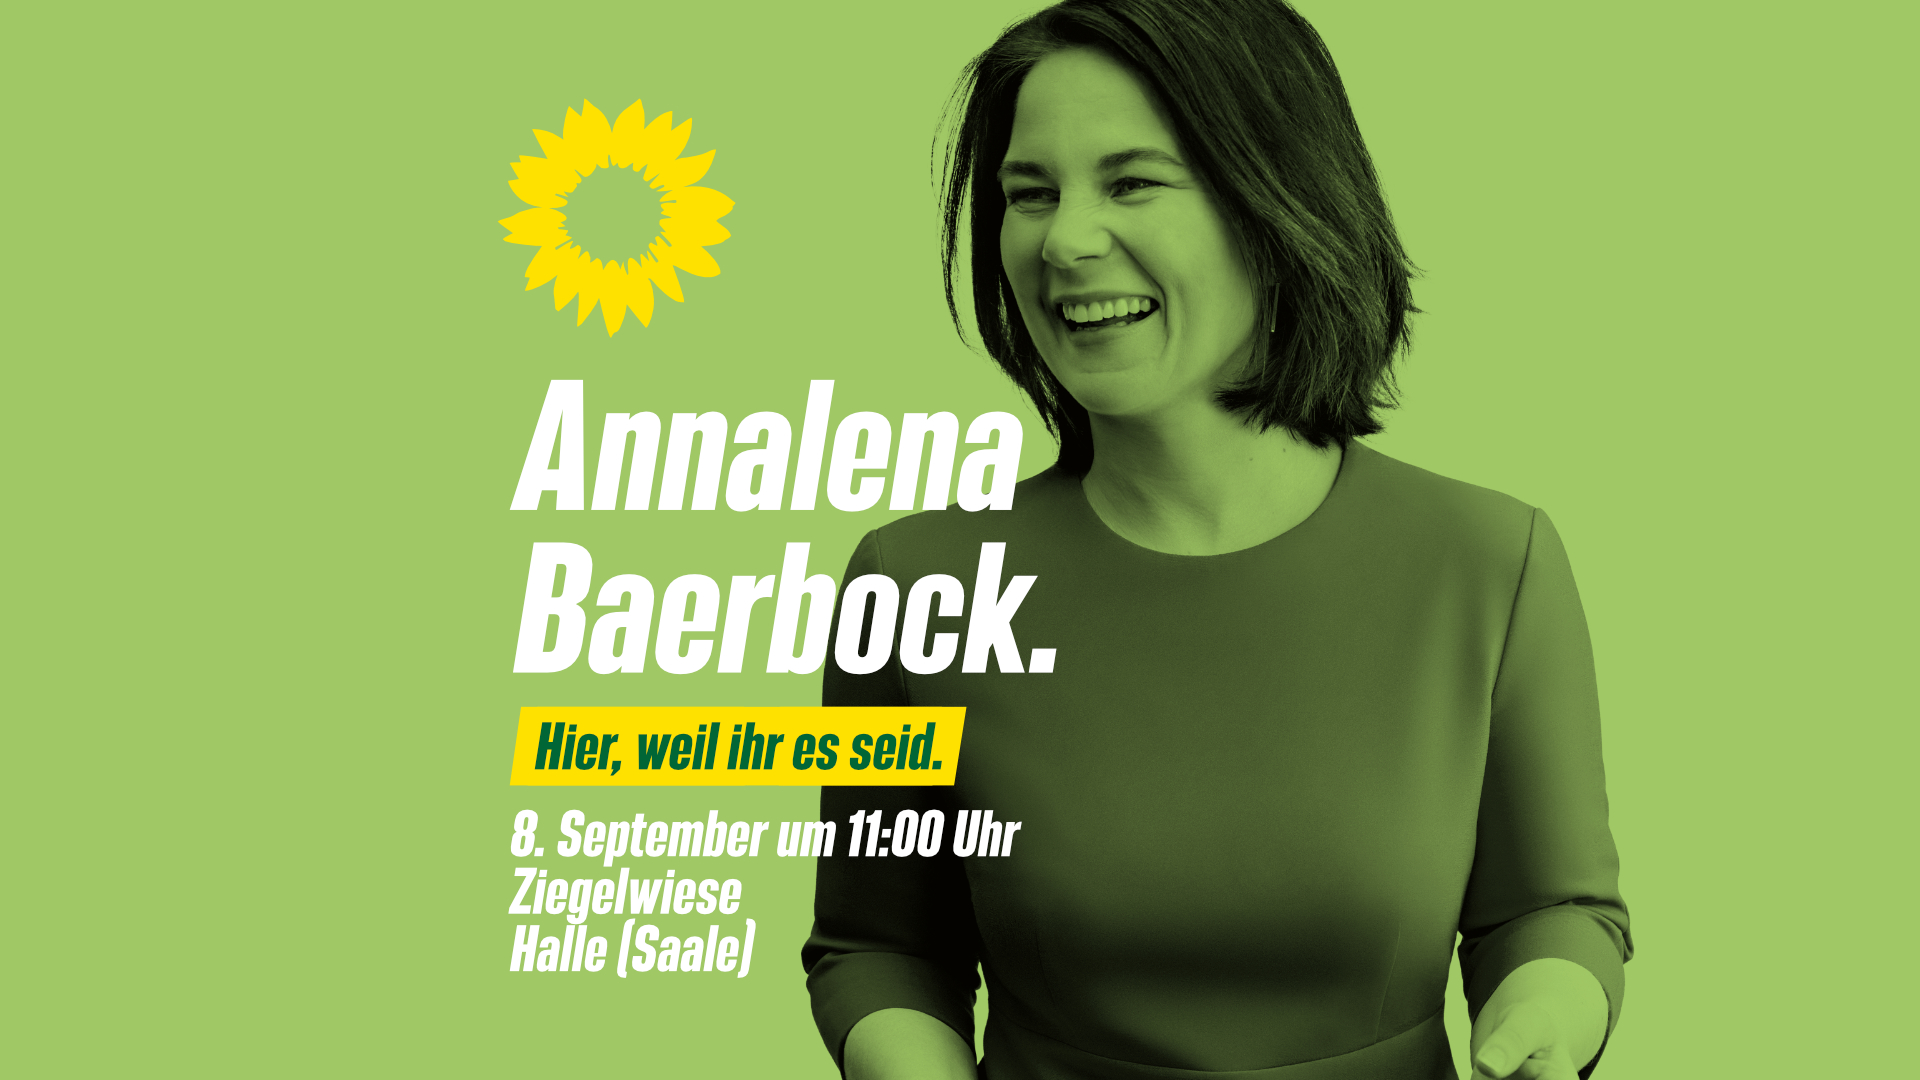 Annalena
Baerbock.
Hier, weil ihr es seid.
8. September um 11:00 Uhr
Ziegelwiese
Halle (Saale)